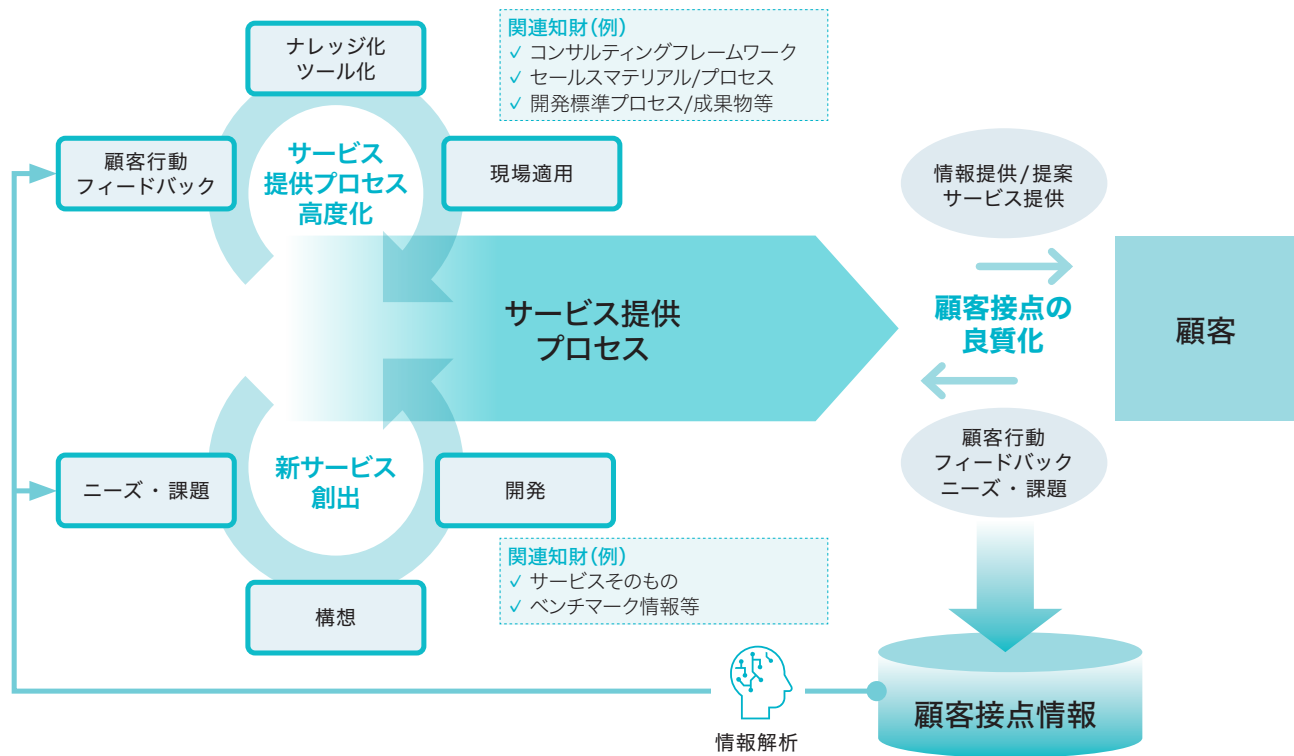 ナレッジ化
ツール化
関連知財(例)
✓ コンサルティングフレームワーク
✓ セールスマテリアル/プロセス
✓ 開発標準プロセス/成果物等
顧客行動
フィードバック
サービス
提供プロセス
高度化
現場適用
情報提供/提案
サービス提供
サービス提供
プロセス
顧客接点の
良質化
顧客
ニーズ・課題
新サービス
創出
開発
顧客行動
フィードバック
ニーズ・課題
関連知財(例)
✓ サービスそのもの
✓ ベンチマーク情報等
構想
情報解析
顧客接点情報